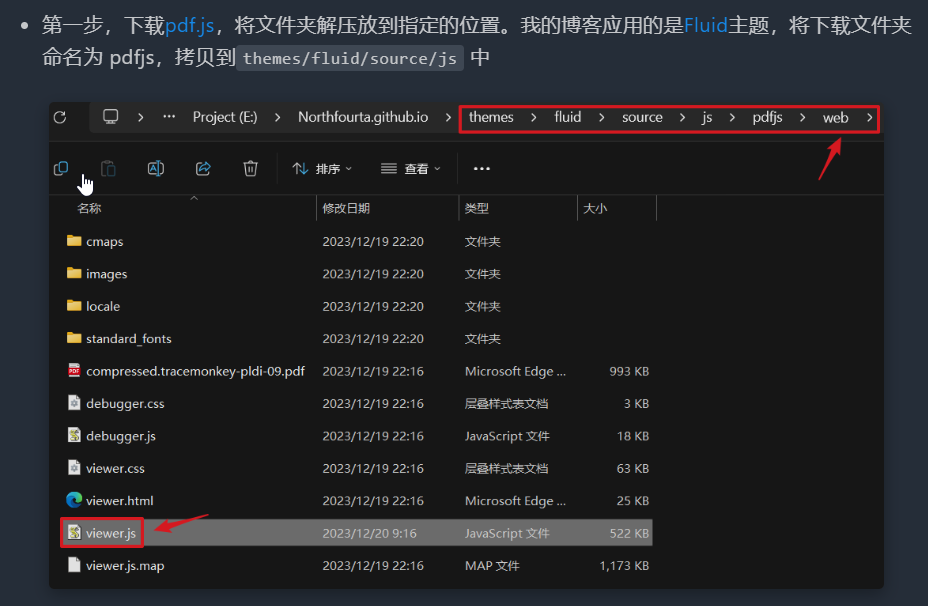 • 第一步，下载pdf.js，将文件夹解压放到指定的位置。我的博客应用的是Fluid主题，将下载文件夹
命名为 pdfjs，拷贝到 themes/fluid/source/js 中
··· > Project (E:) > Northfourta.github.io > themes > fluid > source > js > pdfjs > web >
排序 查看 ···
名称 修改日期 类型 大小
cmaps 2023/12/19 22:20 文件夹
images 2023/12/19 22:20 文件夹
locale 2023/12/19 22:20 文件夹
standard_fonts 2023/12/19 22:20 文件夹
compressed.tracemonkey-pldi-09.pdf 2023/12/19 22:16 Microsoft Edge ... 993 KB
debugger.css 2023/12/19 22:16 层叠样式表文档 3 KB
debugger.js 2023/12/19 22:16 JavaScript 文件 18 KB
viewer.css 2023/12/19 22:16 层叠样式表文档 63 KB
viewer.html 2023/12/19 22:16 Microsoft Edge ... 25 KB
viewer.js 2023/12/20 9:16 JavaScript 文件 522 KB
viewer.js.map 2023/12/19 22:16 MAP 文件 1,173 KB